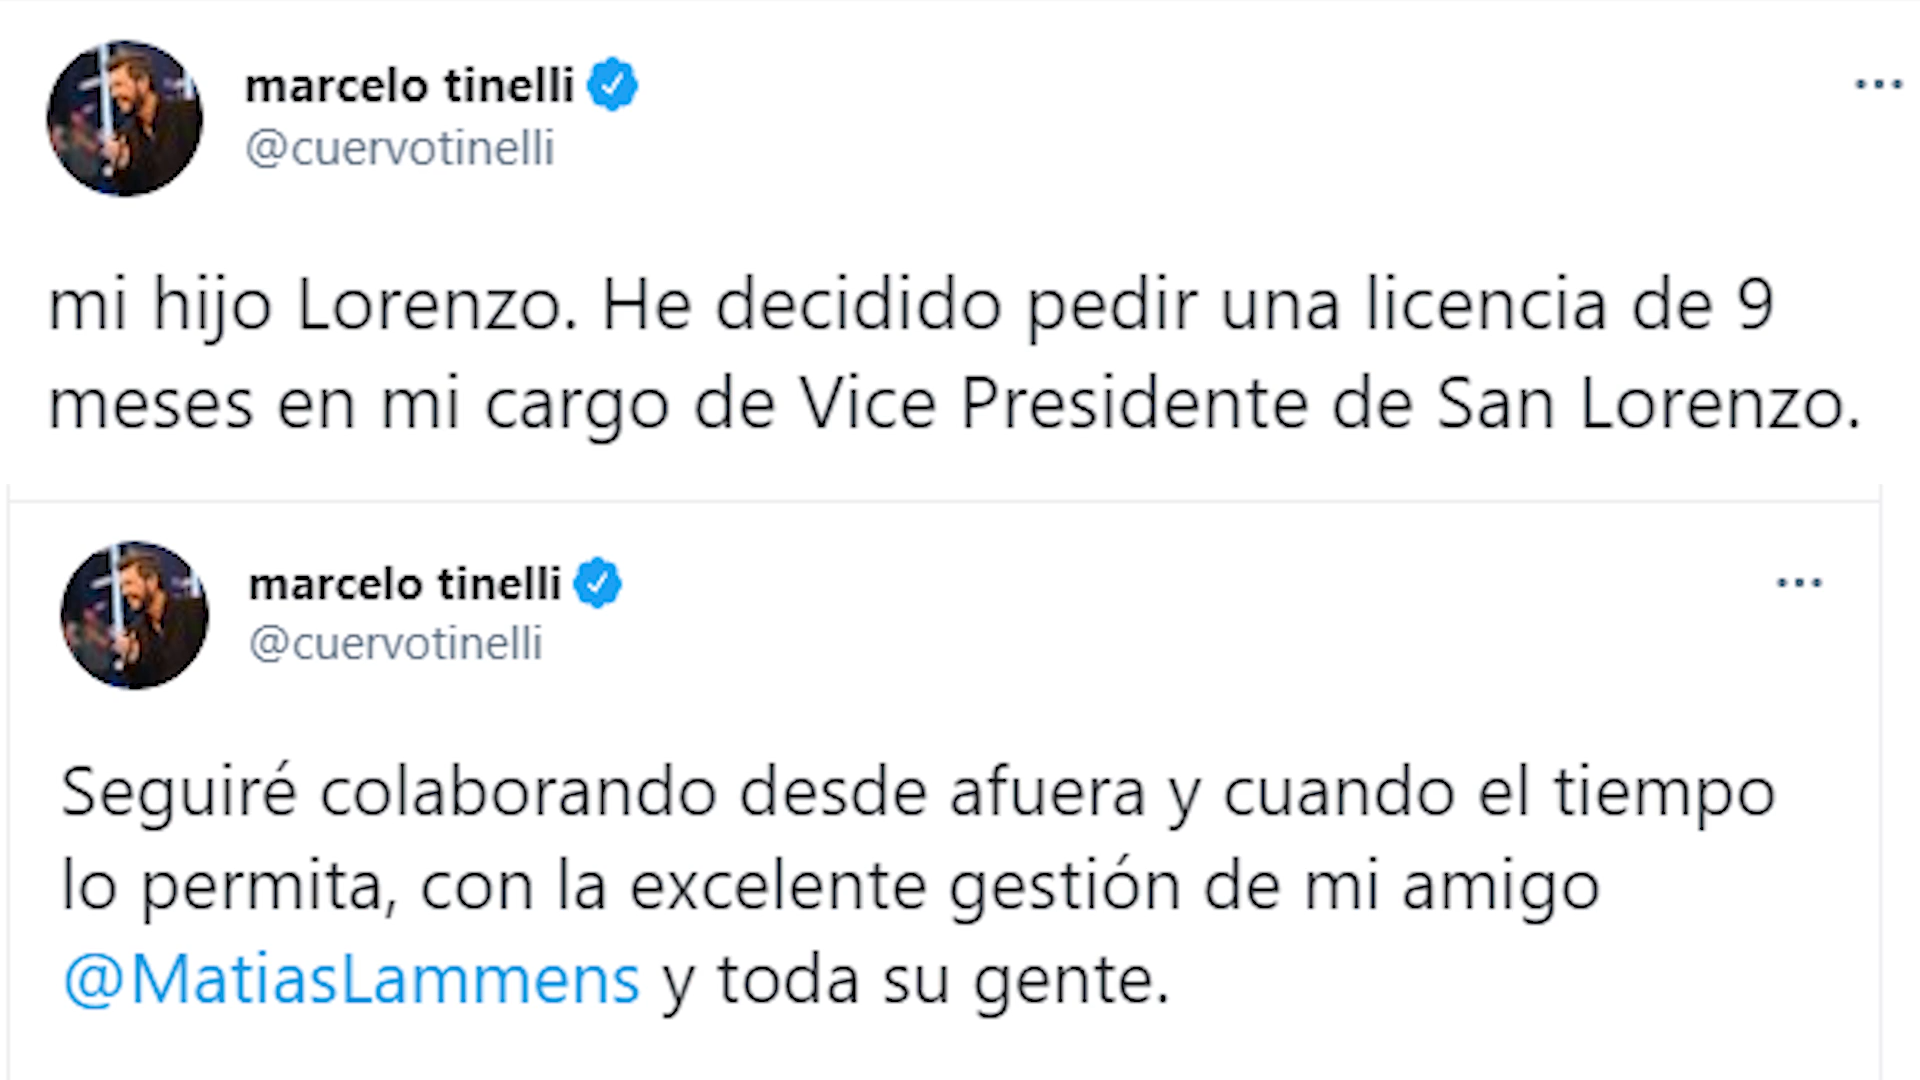 marcelo tinelli
@cuervotinelli
mi hijo Lorenzo. He decidido pedir una licencia de 9
meses en mi cargo de Vice Presidente de San Lorenzo.
marcelo tinelli
@cuervotinelli
Seguiré colaborando desde afuera y cuando el tiempo
lo permita, con la excelente gestión de mi amigo
@MatiasLammens y toda su gente.